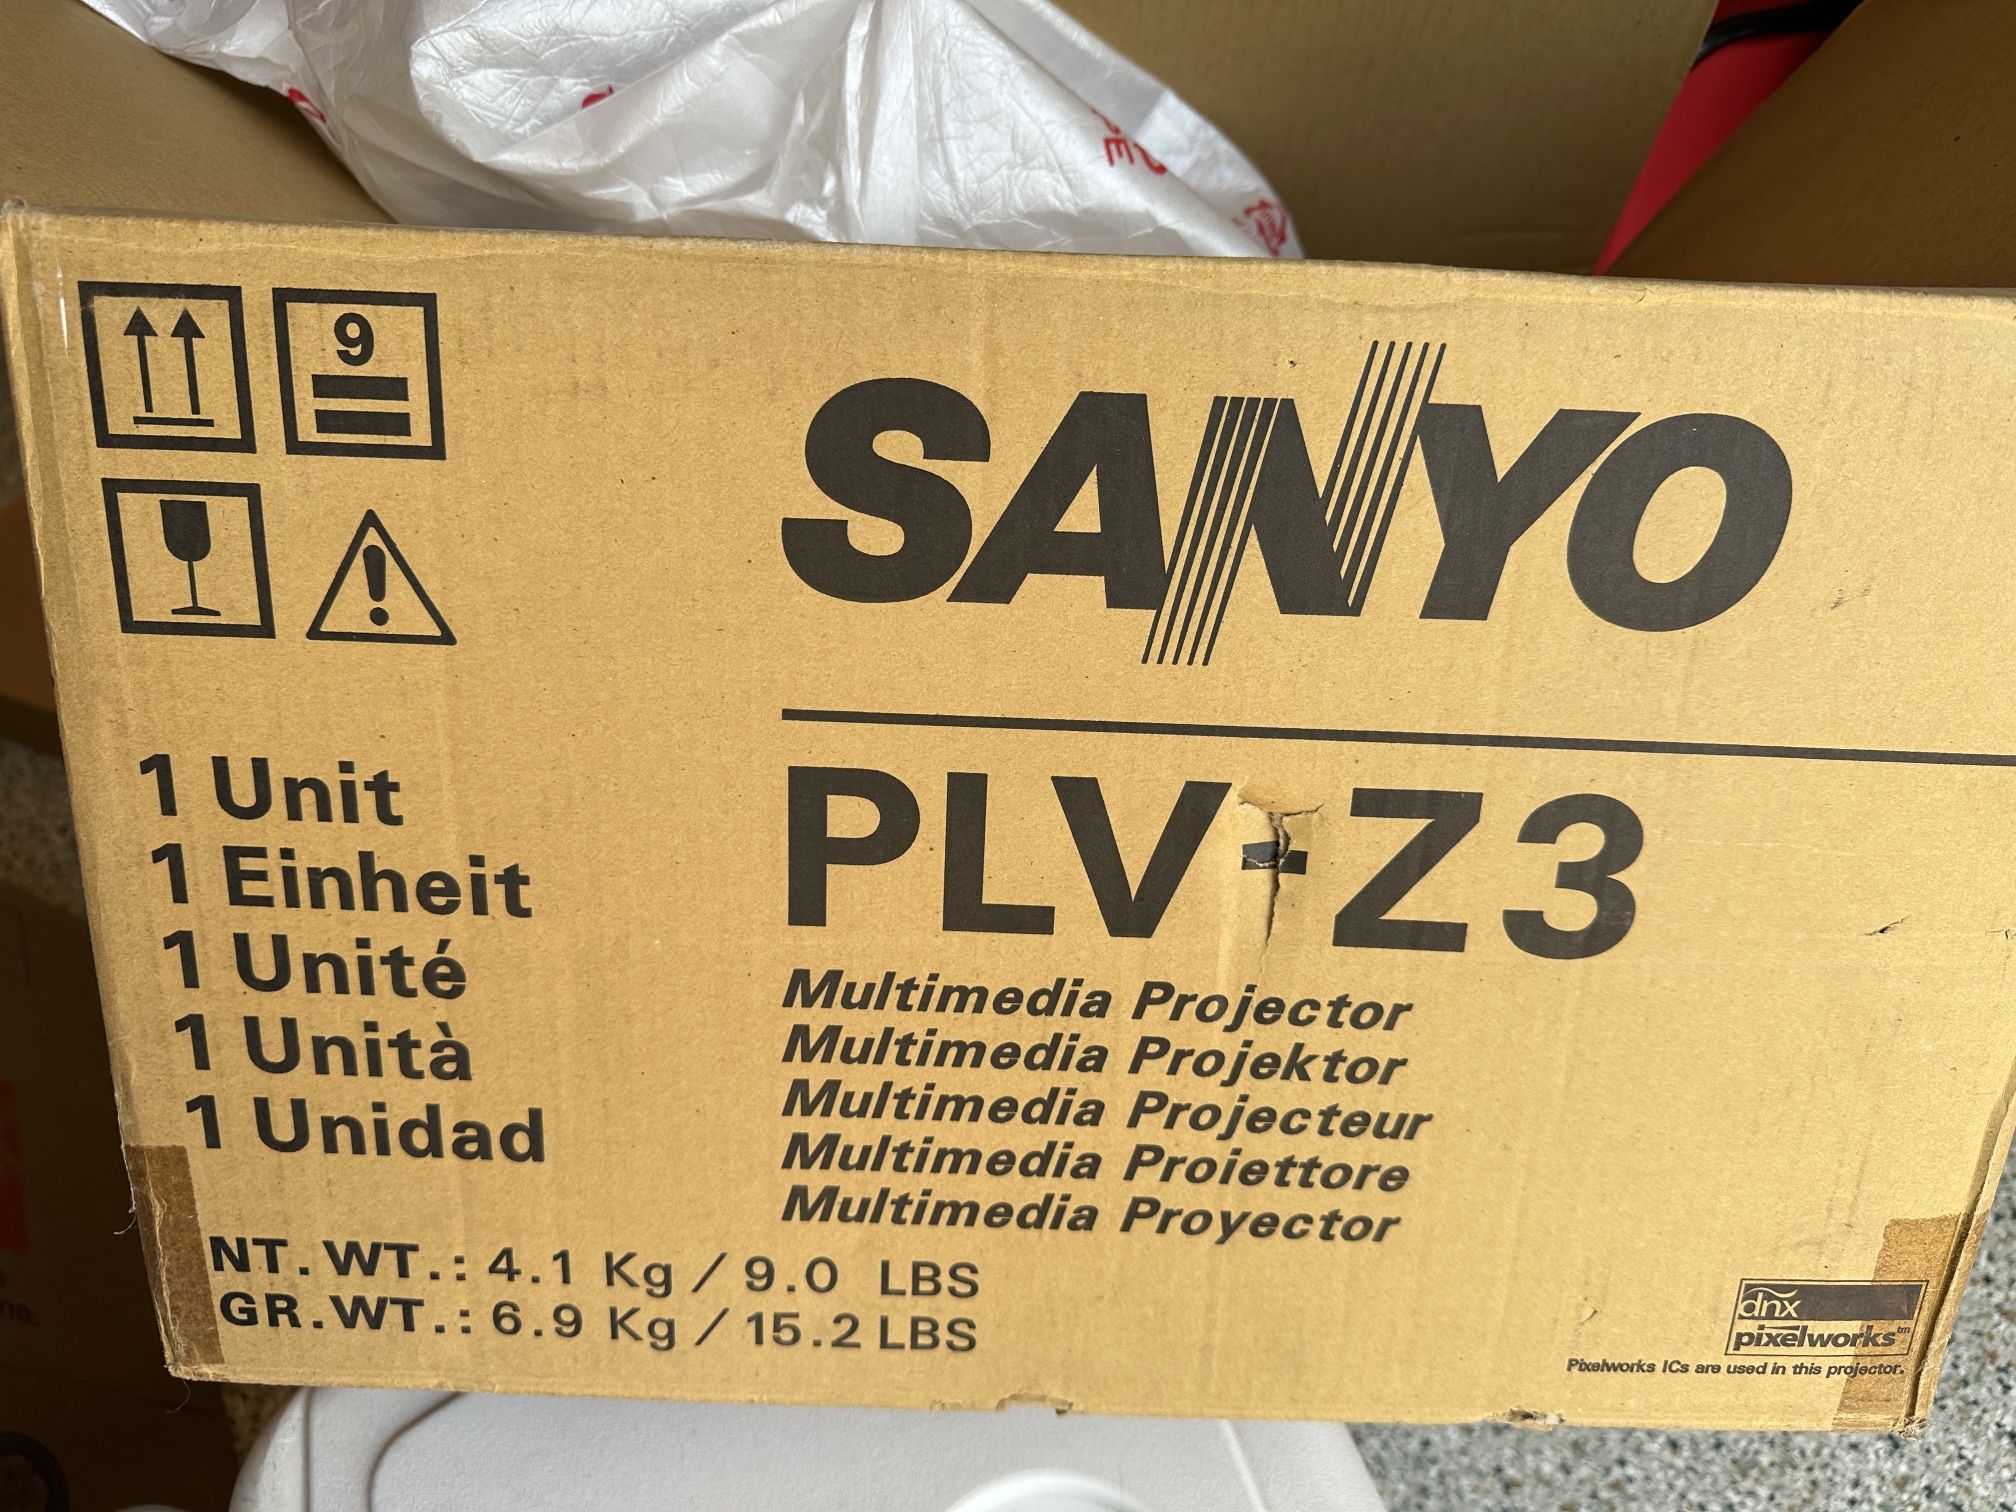 9
SANYO
PLV-Z3
1 Unit
1 Einheit
1 Unité
1 Unità
1 Unidad
Multimedia Projector
Multimedia Projektor
Multimedia Projecteur
Multimedia Proiettore
Multimedia Proyector
NT. WT.: 4.1 Kg / 9.0 LBS
GR. WT.: 6.9 Kg / 15.2 LBS
dnx
pixelworks™
Pixelworks ICs are used in this projector.